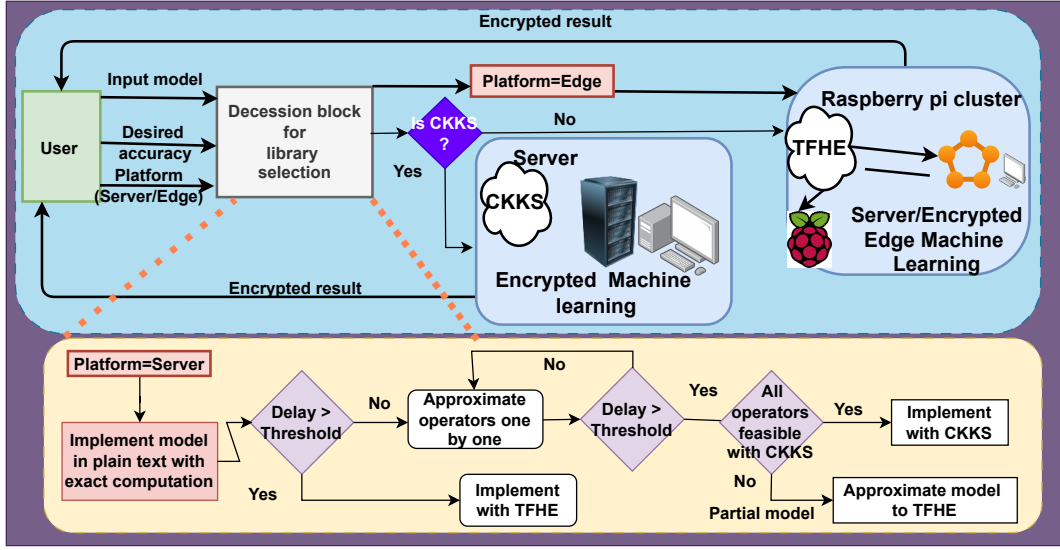 Encrypted result
Input model
Desired
accuracy
Platform
(Server/Edge)
User
Decession block
for
library
selection
Platform=Edge
Is CKKS
?
No
Yes
Server
CKKS
Encrypted Machine
learning
Raspberry pi cluster
TFHE
Server/Encrypted
Edge Machine
Learning
Encrypted result
Platform=Server
Implement model
in plain text with
exact computation
Delay >
Threshold
No
Yes
Implement
with TFHE
Approximate
operators one
by one
No
Delay >
Threshold
Yes
All
operators
feasible
with CKKS
Yes
Implement
with CKKS
No
Partial model
Approximate model
to TFHE